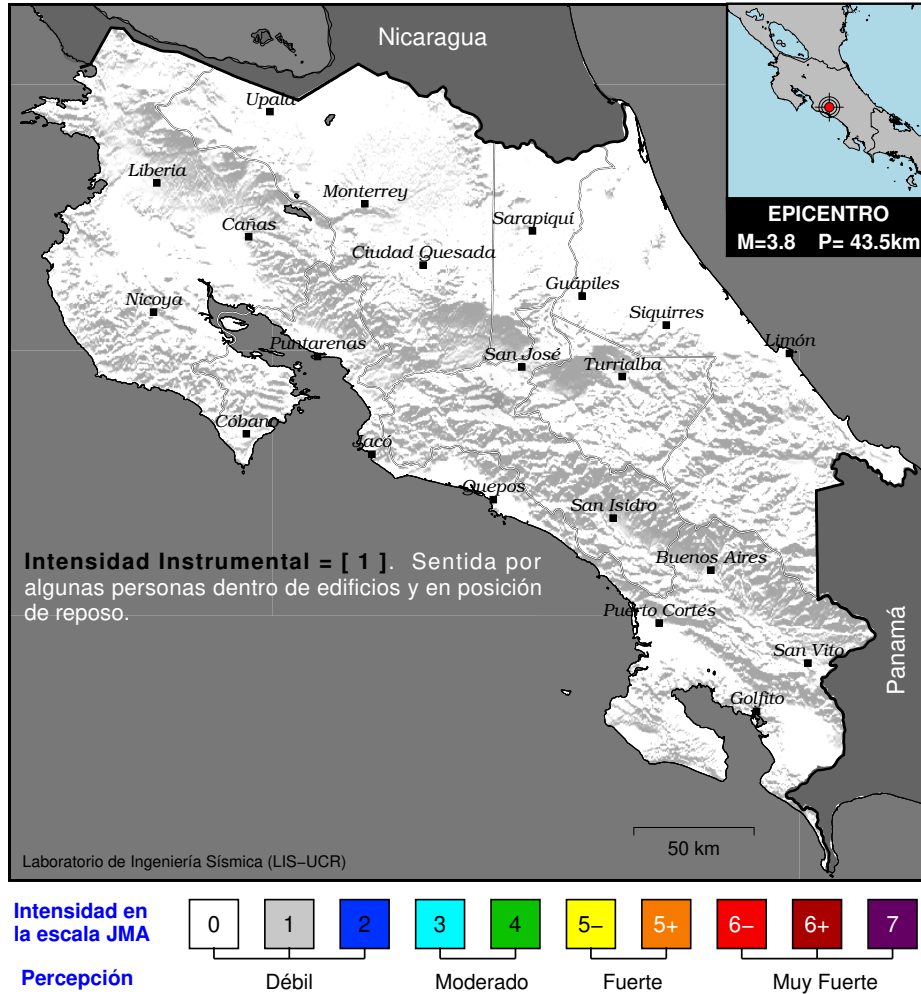 Nicaragua
EPICENTRO
M=3.8 P= 43.5km
Upala
Liberia
Monterrey
Cañas
Sarapiquí
Ciudad Quesada
Guápiles
Nicoya
Siquirres
Puntarenas
San José
Limón
Turrialba
Cóbano
Jacó
Quepos
San Isidro
Buenos Aires
Intensidad Instrumental = [ 1 ]. Sentida por
algunas personas dentro de edificios y en posición
de reposo.
Puerto Cortés
San Vito
Panamá
Golfito
50 km
Laboratorio de Ingeniería Sísmica (LIS−UCR)
Intensidad en
la escala JMA
0 1 2 3 4 5− 5+ 6− 6+ 7
Percepción
Débil Moderado Fuerte Muy Fuerte